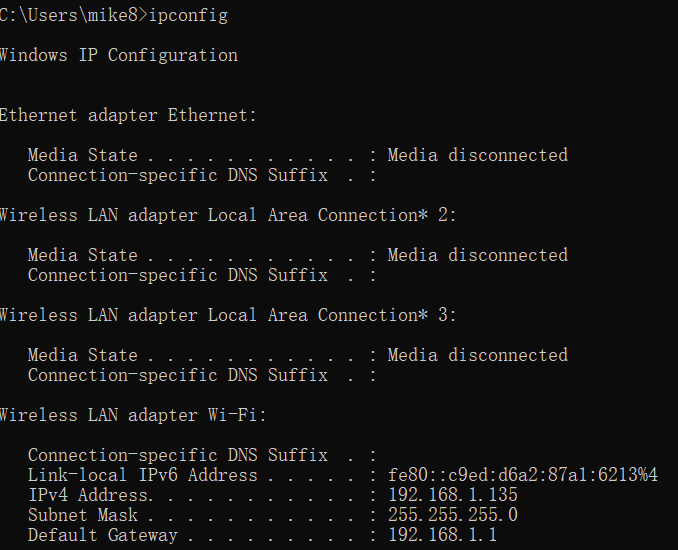 C:\Users\mike8>ipconfig
Windows IP Configuration
Ethernet adapter Ethernet:
   Media State . . . . . . . . . . . : Media disconnected
   Connection-specific DNS Suffix  . :
Wireless LAN adapter Local Area Connection* 2:
   Media State . . . . . . . . . . . : Media disconnected
   Connection-specific DNS Suffix  . :
Wireless LAN adapter Local Area Connection* 3:
   Media State . . . . . . . . . . . : Media disconnected
   Connection-specific DNS Suffix  . :
Wireless LAN adapter Wi-Fi:
   Connection-specific DNS Suffix  . :
   Link-local IPv6 Address . . . . . : fe80::c9ed:d6a2:87a1:6213%4
   IPv4 Address. . . . . . . . . . . : 192.168.1.135
   Subnet Mask . . . . . . . . . . . : 255.255.255.0
   Default Gateway . . . . . . . . . : 192.168.1.1